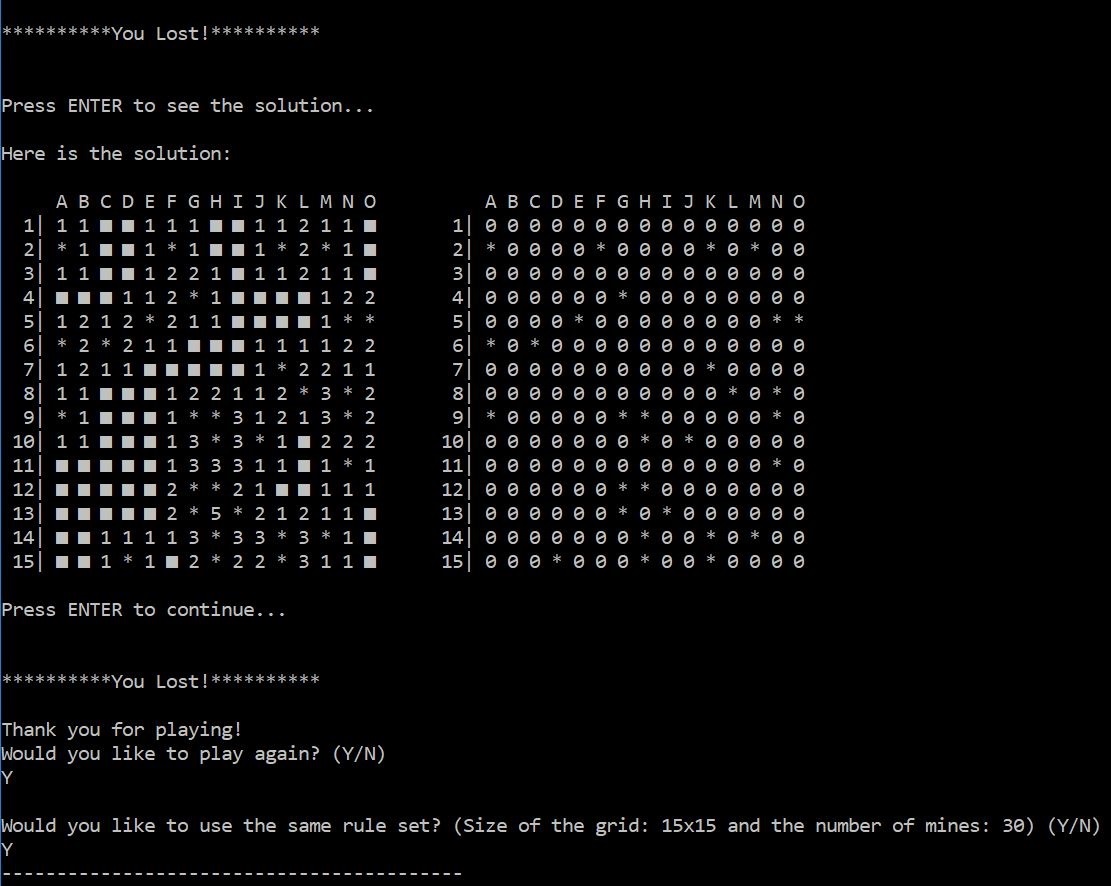 **********You Lost!**********
Press ENTER to see the solution...
Here is the solution:
     A B C D E F G H I J K L M N O          A B C D E F G H I J K L M N O
  1| 1 1 ■ ■ 1 1 1 ■ ■ 1 1 2 1 1 ■       1| 0 0 0 0 0 0 0 0 0 0 0 0 0 0 0
  2| * 1 ■ ■ 1 * 1 ■ ■ 1 * 2 * 1 ■       2| * 0 0 0 0 * 0 0 0 0 * 0 * 0 0
  3| 1 1 ■ ■ 1 2 2 1 ■ 1 1 2 1 1 ■       3| 0 0 0 0 0 0 0 0 0 0 0 0 0 0 0
  4| ■ ■ ■ 1 1 2 * 1 ■ ■ ■ ■ 1 2 2       4| 0 0 0 0 0 0 * 0 0 0 0 0 0 0 0
  5| 1 2 1 2 * 2 1 1 ■ ■ ■ ■ 1 * *       5| 0 0 0 0 * 0 0 0 0 0 0 0 0 * *
  6| * 2 * 2 1 1 ■ ■ ■ 1 1 1 1 2 2       6| * 0 * 0 0 0 0 0 0 0 0 0 0 0 0
  7| 1 2 1 1 ■ ■ ■ ■ ■ 1 * 2 2 1 1       7| 0 0 0 0 0 0 0 0 0 0 * 0 0 0 0
  8| 1 1 ■ ■ ■ 1 2 2 1 1 2 * 3 * 2       8| 0 0 0 0 0 0 0 0 0 0 0 * 0 * 0
  9| * 1 ■ ■ ■ 1 * * 3 1 2 1 3 * 2       9| * 0 0 0 0 0 * * 0 0 0 0 0 * 0
 10| 1 1 ■ ■ ■ 1 3 * 3 * 1 ■ 2 2 2      10| 0 0 0 0 0 0 0 * 0 * 0 0 0 0 0
 11| ■ ■ ■ ■ ■ 1 3 3 3 1 1 ■ 1 * 1      11| 0 0 0 0 0 0 0 0 0 0 0 0 0 * 0
 12| ■ ■ ■ ■ ■ 2 * * 2 1 ■ ■ 1 1 1      12| 0 0 0 0 0 0 * * 0 0 0 0 0 0 0
 13| ■ ■ ■ ■ ■ 2 * 5 * 2 1 2 1 1 ■      13| 0 0 0 0 0 0 * 0 * 0 0 0 0 0 0
 14| ■ ■ 1 1 1 1 3 * 3 3 * 3 * 1 ■      14| 0 0 0 0 0 0 0 * 0 0 * 0 * 0 0
 15| ■ ■ 1 * 1 ■ 2 * 2 2 * 3 1 1 ■      15| 0 0 0 * 0 0 0 * 0 0 * 0 0 0 0
Press ENTER to continue...
**********You Lost!**********
Thank you for playing!
Would you like to play again? (Y/N)
Y
Would you like to use the same rule set? (Size of the grid: 15x15 and the number of mines: 30) (Y/N)
Y
------------------------------------------